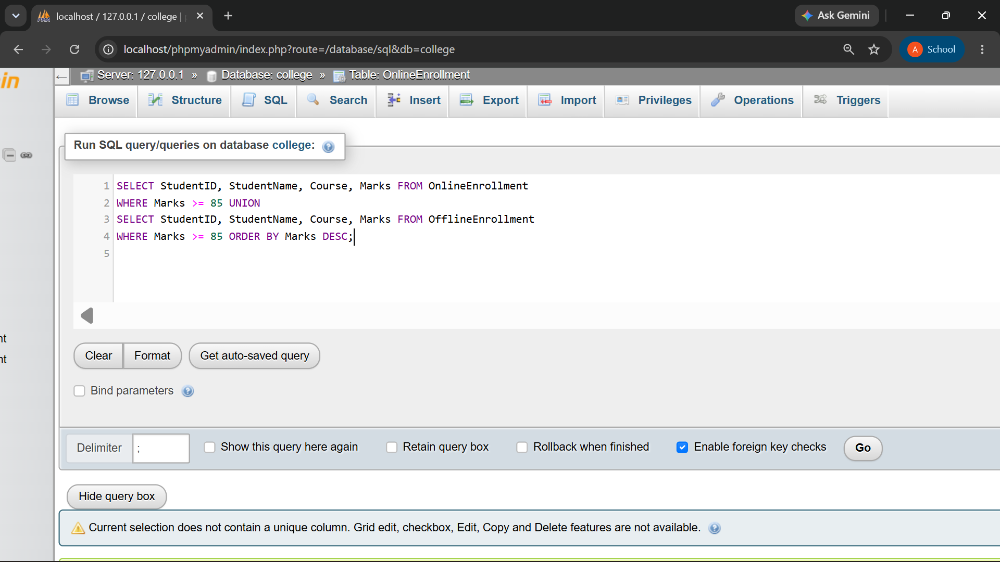 localhost / 127.0.0.1 / college |
Ask Gemini
localhost/phpmyadmin/index.php?route=/database/sql&db=college
A School
in
Server: 127.0.0.1 » Database: college » Table: OnlineEnrollment
Browse Structure SQL Search Insert Export Import Privileges Operations Triggers
Run SQL query/queries on database college:
1 SELECT StudentID, StudentName, Course, Marks FROM OnlineEnrollment
2 WHERE Marks >= 85 UNION
3 SELECT StudentID, StudentName, Course, Marks FROM OfflineEnrollment
4 WHERE Marks >= 85 ORDER BY Marks DESC;
5
nt
nt
Clear Format Get auto-saved query
Bind parameters
Delimiter ; Show this query here again Retain query box Rollback when finished Enable foreign key checks Go
Hide query box
Current selection does not contain a unique column. Grid edit, checkbox, Edit, Copy and Delete features are not available.